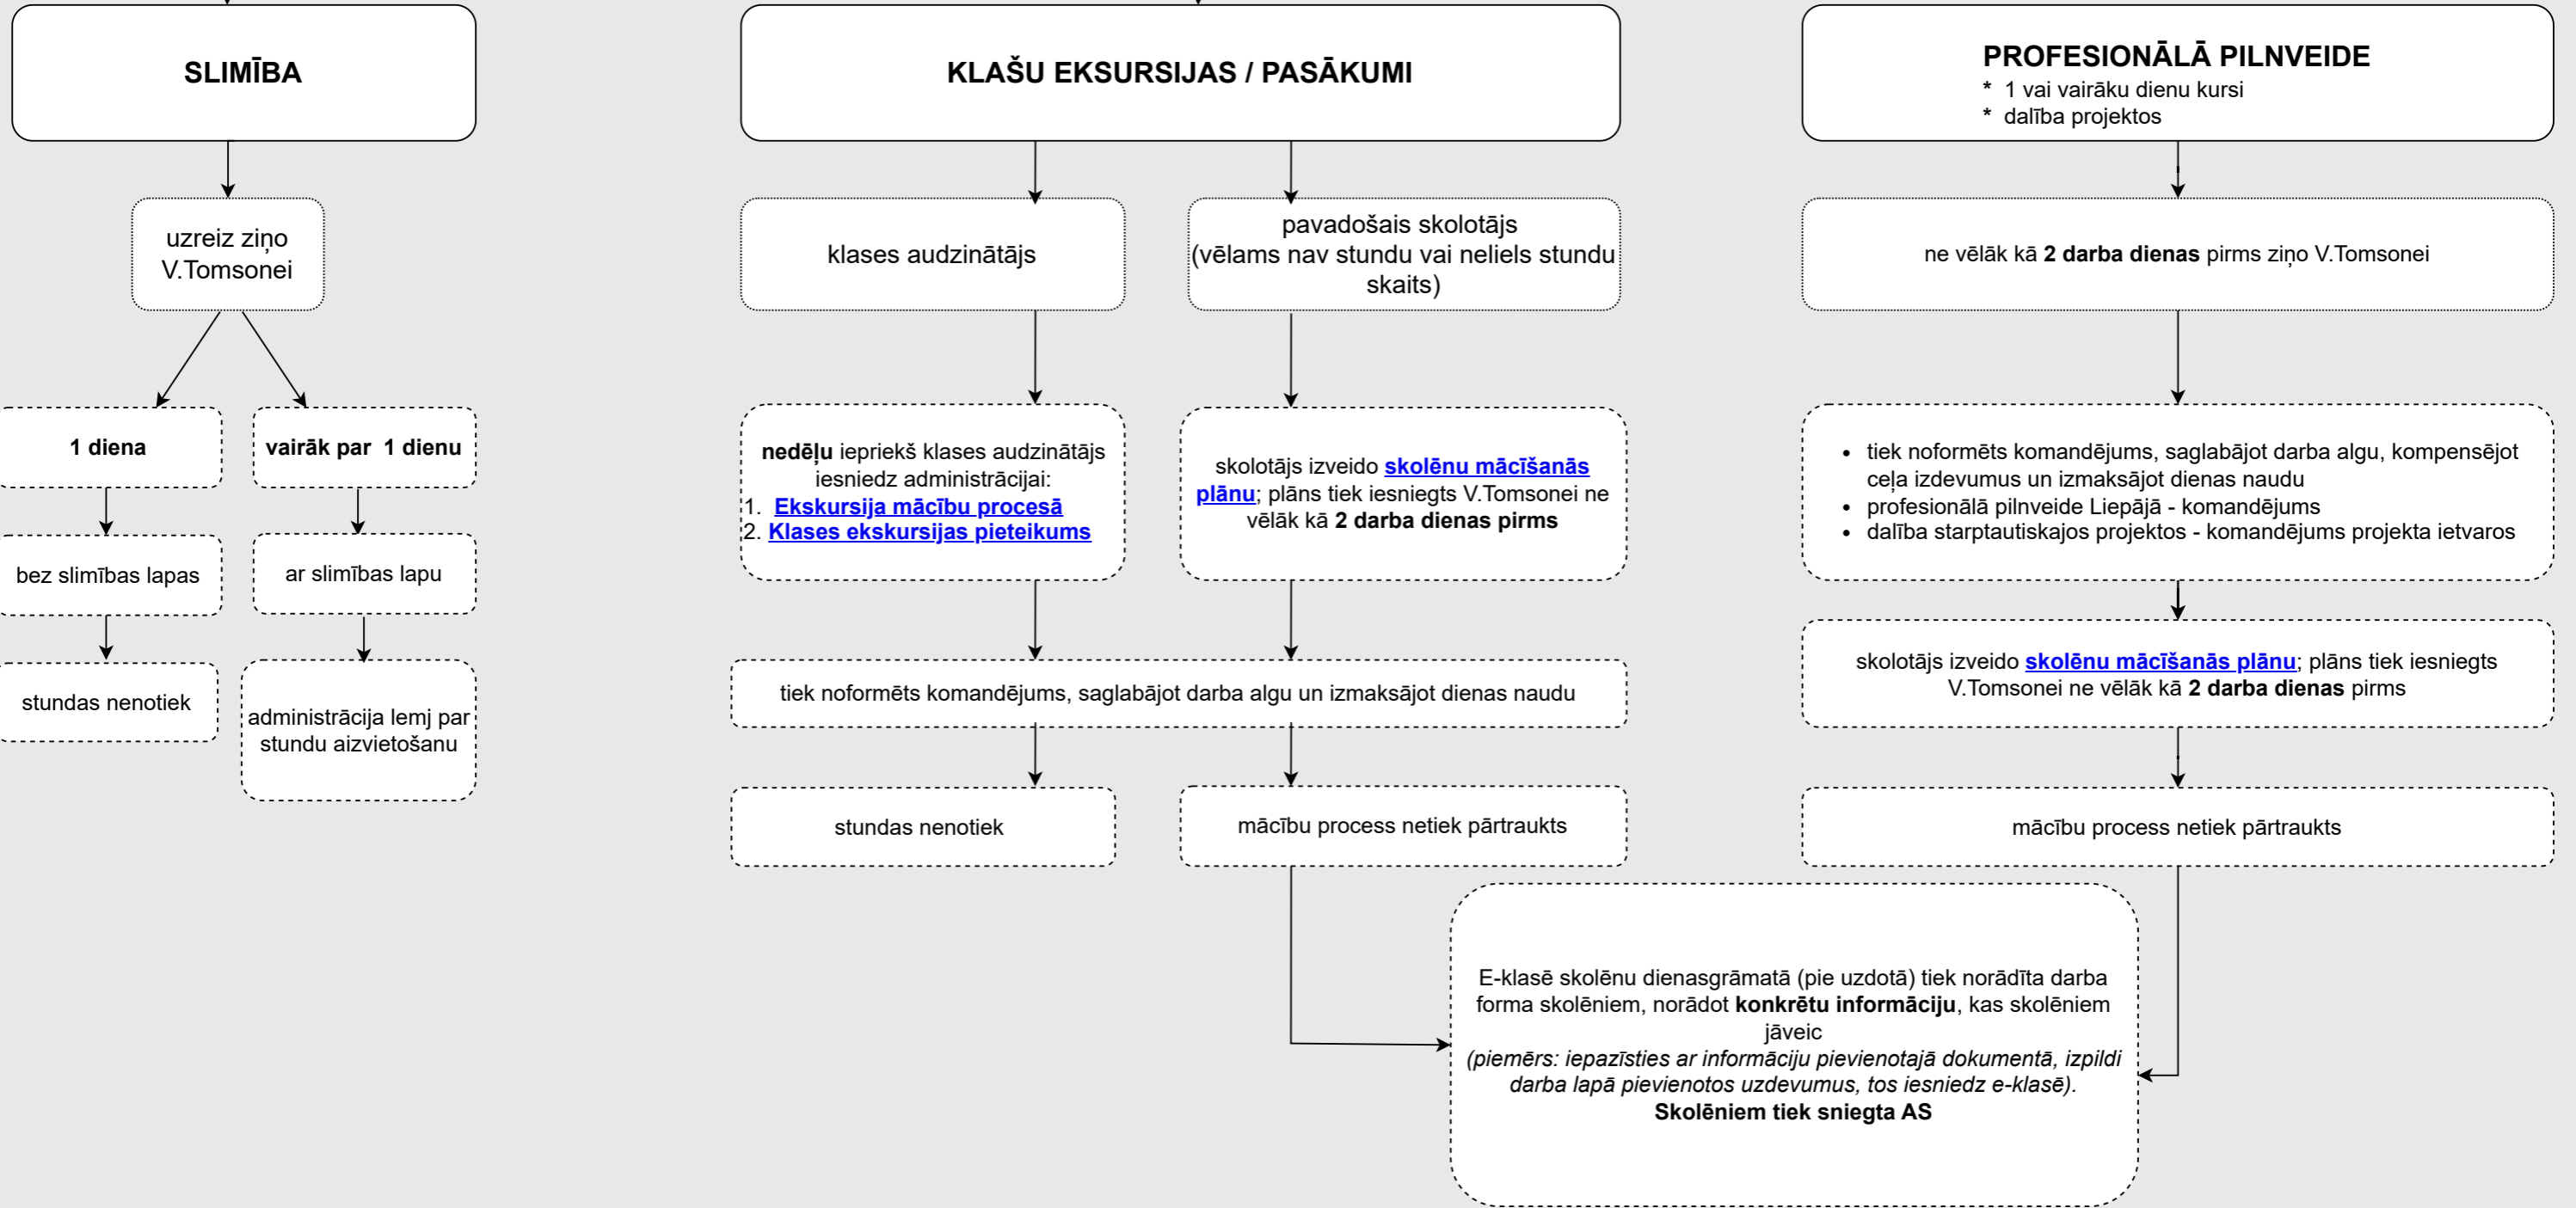 SLIMĪBA
uzreiz ziņo
V.Tomsonei
1 diena
vairāk par 1 dienu
bez slimības lapas
ar slimības lapu
stundas nenotiek
administrācija lemj par
stundu aizvietošanu
KLAŠU EKSURSIJAS / PASĀKUMI
klases audzinātājs
pavadošais skolotājs
(vēlams nav stundu vai neliels stundu
skaits)
nedēļu iepriekš klases audzinātājs
iesniedz administrācijai:
1. Ekskursija mācību procesā
2. Klases ekskursijas pieteikums
skolotājs izveido skolēnu mācīšanās
plānu; plāns tiek iesniegts V.Tomsonei ne
vēlāk kā 2 darba dienas pirms
tiek noformēts komandējums, saglabājot darba algu un izmaksājot dienas naudu
stundas nenotiek
mācību process netiek pārtraukts
PROFESIONĀLĀ PILNVEIDE
* 1 vai vairāku dienu kursi
* dalība projektos
ne vēlāk kā 2 darba dienas pirms ziņo V.Tomsonei
• tiek noformēts komandējums, saglabājot darba algu, kompensējot
ceļa izdevumus un izmaksājot dienas naudu
• profesionālā pilnveide Liepājā - komandējums
• dalība starptautiskajos projektos - komandējums projekta ietvaros
skolotājs izveido skolēnu mācīšanās plānu; plāns tiek iesniegts
V.Tomsonei ne vēlāk kā 2 darba dienas pirms
mācību process netiek pārtraukts
E-klasē skolēnu dienasgrāmatā (pie uzdotā) tiek norādīta darba
forma skolēniem, norādot konkrētu informāciju, kas skolēniem
jāveic
(piemērs: iepazīsties ar informāciju pievienotajā dokumentā, izpildi
darba lapā pievienotos uzdevumus, tos iesniedz e-klasē).
Skolēniem tiek sniegta AS